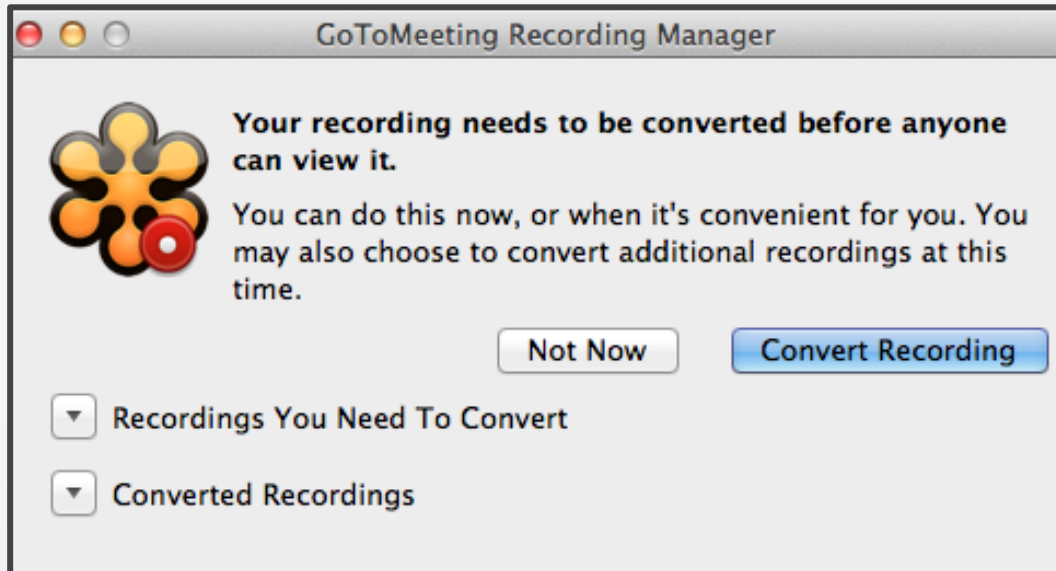 GoToMeeting Recording Manager
Your recording needs to be converted before anyone
can view it.
You can do this now, or when it's convenient for you. You
may also choose to convert additional recordings at this
time.
Not Now
Convert Recording
Recordings You Need To Convert
Converted Recordings